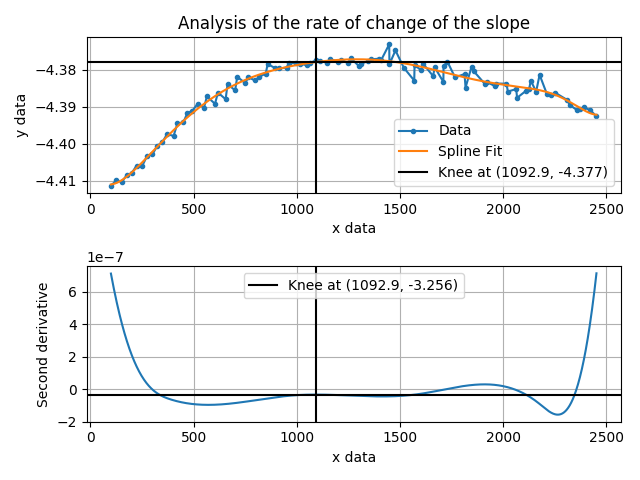 Analysis of the rate of change of the slope
−4.38
−4.39
−4.40
−4.41
y data
Data
Spline Fit
Knee at (1092.9, -4.377)
0 500 1000 1500 2000 2500
x data
1e−7
6
4
2
0
−2
Second derivative
Knee at (1092.9, -3.256)
0 500 1000 1500 2000 2500
x data